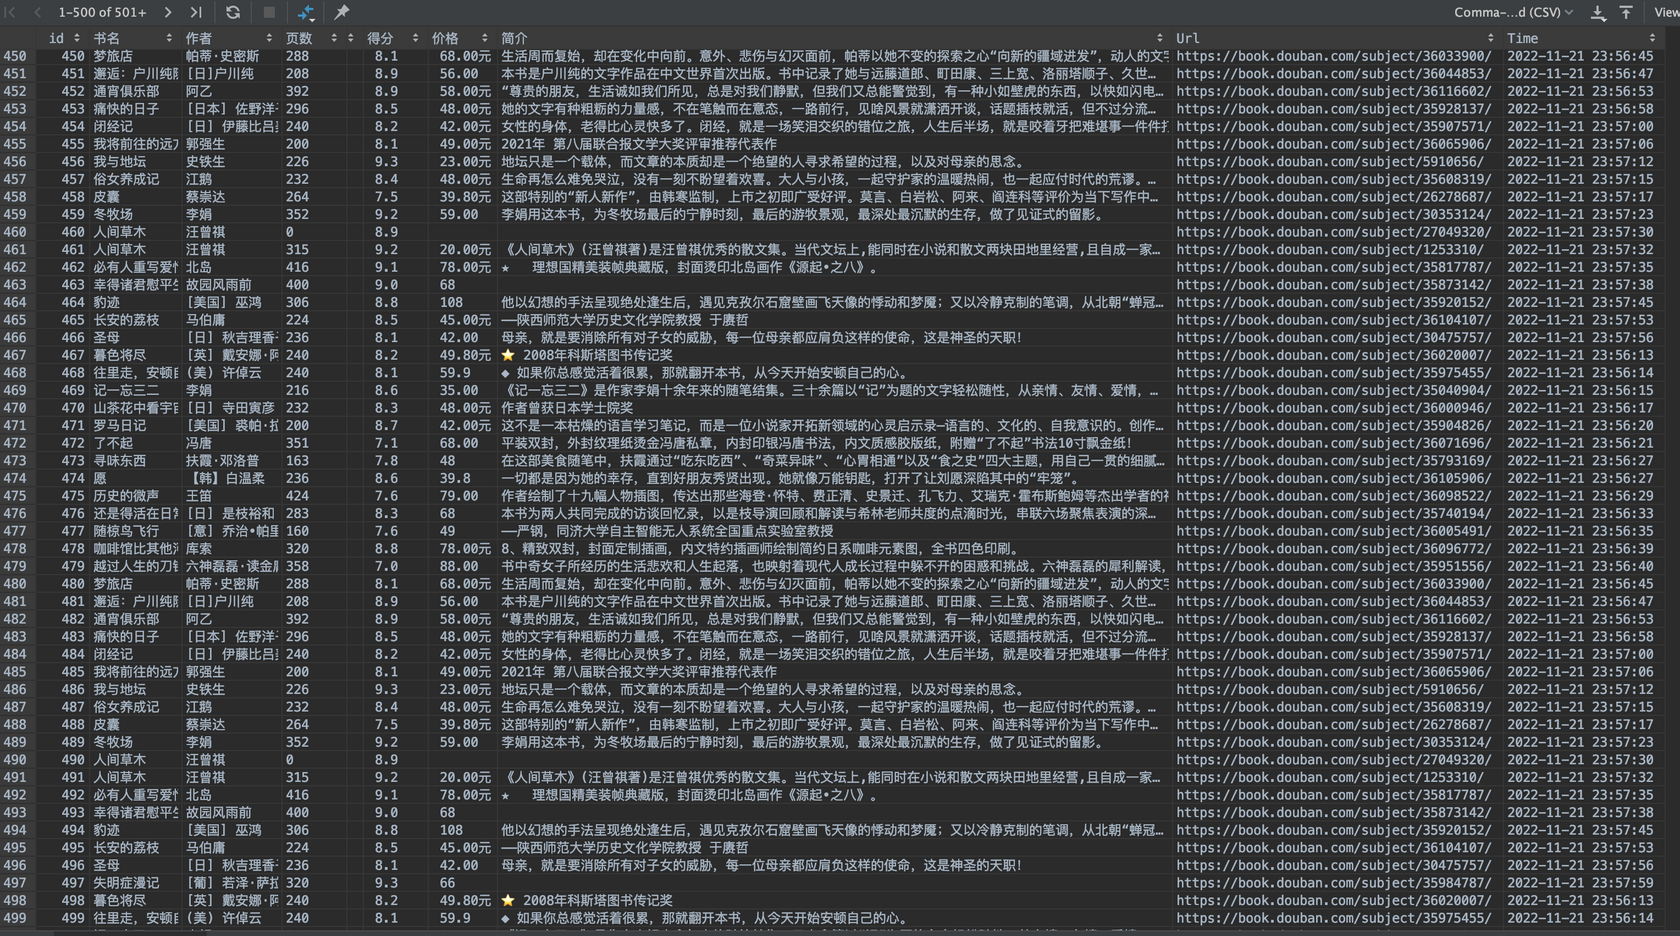 1-500 of 501+ Comma-...d (CSV) View
id 书名 作者 页数 得分 价格 简介 Url Time
450 450 梦旅店 帕蒂·史密斯 288 8.1 68.00元 生活周而复始，却在变化中向前。意外、悲伤与幻灭面前，帕蒂以她不变的探索之心“向新的疆域进发”，动人的文字 https://book.douban.com/subject/36033900/ 2022-11-21 23:56:45
451 451 邂逅：户川纯 [日]户川纯 208 8.9 56.00 本书是户川纯的文字作品在中文世界首次出版。书中记录了她与远藤道郎、町田康、三上宽、洛丽塔顺子、久世… https://book.douban.com/subject/36044853/ 2022-11-21 23:56:47
452 452 通宵俱乐部 阿乙 392 8.9 58.00元 “尊贵的朋友，生活诚如我们所见，总是对我们静默，但我们又总能警觉到，有一种小如壁虎的东西，以快如闪电… https://book.douban.com/subject/36116602/ 2022-11-21 23:56:53
453 453 痛快的日子 [日本] 佐野洋子 296 8.5 48.00元 她的文字有种粗粝的力量感，不在笔触而在意态，一路前行，见啥风景就潇洒开谈，话题插枝就活，但不过分流… https://book.douban.com/subject/35928137/ 2022-11-21 23:56:58
454 454 闭经记 [日] 伊藤比吕美 240 8.2 42.00元 女性的身体，老得比心灵快多了。闭经，就是一场笑泪交织的错位之旅，人生后半场，就是咬着牙把难堪事一件件打 https://book.douban.com/subject/35907571/ 2022-11-21 23:57:00
455 455 我将前往的远方 郭强生 200 8.1 49.00元 2021年 第八届联合报文学大奖评审推荐代表作 https://book.douban.com/subject/36065906/ 2022-11-21 23:57:06
456 456 我与地坛 史铁生 226 9.3 23.00元 地坛只是一个载体，而文章的本质却是一个绝望的人寻求希望的过程，以及对母亲的思念。 https://book.douban.com/subject/5910656/ 2022-11-21 23:57:12
457 457 俗女养成记 江鹅 232 8.4 48.00元 生命再怎么难免哭泣，没有一刻不盼望着欢喜。大人与小孩，一起守护家的温暖热闹，也一起应付时代的荒谬。… https://book.douban.com/subject/35608319/ 2022-11-21 23:57:15
458 458 皮囊 蔡崇达 264 7.5 39.80元 这部特别的“新人新作”，由韩寒监制，上市之初即广受好评。莫言、白岩松、阿来、阎连科等评价为当下写作中… https://book.douban.com/subject/26278687/ 2022-11-21 23:57:17
459 459 冬牧场 李娟 352 9.2 59.00 李娟用这本书，为冬牧场最后的宁静时刻，最后的游牧景观，最深处最沉默的生存，做了见证式的留影。 https://book.douban.com/subject/30353124/ 2022-11-21 23:57:23
460 460 人间草木 汪曾祺 0 8.9 https://book.douban.com/subject/27049320/ 2022-11-21 23:57:30
461 461 人间草木 汪曾祺 315 9.2 20.00元 《人间草木》(汪曾祺著)是汪曾祺优秀的散文集。当代文坛上,能同时在小说和散文两块田地里经营,且自成一家… https://book.douban.com/subject/1253310/ 2022-11-21 23:57:32
462 462 必有人重写爱情 北岛 416 9.1 78.00元 ★ 理想国精美装帧典藏版，封面烫印北岛画作《源起•之八》。 https://book.douban.com/subject/35817787/ 2022-11-21 23:57:35
463 463 幸得诸君慰平生 故园风雨前 400 9.0 68 https://book.douban.com/subject/35873142/ 2022-11-21 23:57:38
464 464 豹迹 [美国] 巫鸿 306 8.8 108 他以幻想的手法呈现绝处逢生后，遇见克孜尔石窟壁画飞天像的悸动和梦魇；又以冷静克制的笔调，从北朝“蝉冠… https://book.douban.com/subject/35920152/ 2022-11-21 23:57:45
465 465 长安的荔枝 马伯庸 224 8.5 45.00元 ——陕西师范大学历史文化学院教授 于赓哲 https://book.douban.com/subject/36104107/ 2022-11-21 23:57:53
466 466 圣母 [日] 秋吉理香子 236 8.1 42.00 母亲，就是要消除所有对子女的威胁，每一位母亲都应肩负这样的使命，这是神圣的天职！ https://book.douban.com/subject/30475757/ 2022-11-21 23:57:56
467 467 暮色将尽 [英] 戴安娜·阿 240 8.2 49.80元 ⭐ 2008年科斯塔图书传记奖 https://book.douban.com/subject/36020007/ 2022-11-21 23:56:13
468 468 往里走，安顿自 (美) 许倬云 240 8.1 59.9 ◆ 如果你总感觉活着很累，那就翻开本书，从今天开始安顿自己的心。 https://book.douban.com/subject/35975455/ 2022-11-21 23:56:14
469 469 记一忘三二 李娟 216 8.6 35.00 《记一忘三二》是作家李娟十余年来的随笔结集。三十余篇以“记”为题的文字轻松随性，从亲情、友情、爱情，… https://book.douban.com/subject/35040904/ 2022-11-21 23:56:15
470 470 山茶花中看宇宙 [日] 寺田寅彦 232 8.3 48.00元 作者曾获日本学士院奖 https://book.douban.com/subject/36000946/ 2022-11-21 23:56:17
471 471 罗马日记 [美国] 裘帕·拉 200 8.7 42.00元 这不是一本枯燥的语言学习笔记，而是一位小说家开拓新领域的心灵启示录—语言的、文化的、自我意识的。创作… https://book.douban.com/subject/35904826/ 2022-11-21 23:56:20
472 472 了不起 冯唐 351 7.1 68.00 平装双封，外封纹理纸烫金冯唐私章，内封印银冯唐书法，内文质感胶版纸，附赠“了不起”书法10寸飘金纸！ https://book.douban.com/subject/36071696/ 2022-11-21 23:56:21
473 473 寻味东西 扶霞·邓洛普 163 7.8 48 在这部美食随笔中，扶霞通过“吃东吃西”、“奇菜异味”、“心胃相通”以及“食之史”四大主题，用自己一贯的细腻… https://book.douban.com/subject/35793169/ 2022-11-21 23:56:27
474 474 愿 【韩】白温柔 236 8.6 39.8 一切都是因为她的幸存，直到好朋友秀贤出现。她就像万能钥匙，打开了让刘愿深陷其中的“牢笼”。 https://book.douban.com/subject/36105906/ 2022-11-21 23:56:27
475 475 历史的微声 王笛 424 7.6 79.00 作者绘制了十九幅人物插图，传达出那些海登·怀特、费正清、史景迁、孔飞力、艾瑞克·霍布斯鲍姆等杰出学者的 https://book.douban.com/subject/36098522/ 2022-11-21 23:56:29
476 476 还是得活在日常 [日] 是枝裕和 283 8.3 68 本书为两人共同完成的访谈回忆录，以是枝导演回顾和解读与希林老师共度的点滴时光，串联六场聚焦表演的深… https://book.douban.com/subject/35740194/ 2022-11-21 23:56:33
477 477 随椋鸟飞行 [意] 乔治•帕里 160 7.6 49 ——严钢，同济大学自主智能无人系统全国重点实验室教授 https://book.douban.com/subject/36005491/ 2022-11-21 23:56:35
478 478 咖啡馆比其他 库索 320 8.8 78.00元 8、精致双封，封面定制插画，内文特约插画师绘制简约日系咖啡元素图，全书四色印刷。 https://book.douban.com/subject/36096772/ 2022-11-21 23:56:39
479 479 越过人生的刀锋 六神磊磊·读金庸 358 7.0 88.00 书中奇女子所经历的生活悲欢和人生起落，也映射着现代人成长过程中躲不开的困惑和挑战。六神磊磊的犀利解读， https://book.douban.com/subject/35951556/ 2022-11-21 23:56:40
480 480 梦旅店 帕蒂·史密斯 288 8.1 68.00元 生活周而复始，却在变化中向前。意外、悲伤与幻灭面前，帕蒂以她不变的探索之心“向新的疆域进发”，动人的文字 https://book.douban.com/subject/36033900/ 2022-11-21 23:56:45
481 481 邂逅：户川纯 [日]户川纯 208 8.9 56.00 本书是户川纯的文字作品在中文世界首次出版。书中记录了她与远藤道郎、町田康、三上宽、洛丽塔顺子、久世… https://book.douban.com/subject/36044853/ 2022-11-21 23:56:47
482 482 通宵俱乐部 阿乙 392 8.9 58.00元 “尊贵的朋友，生活诚如我们所见，总是对我们静默，但我们又总能警觉到，有一种小如壁虎的东西，以快如闪电… https://book.douban.com/subject/36116602/ 2022-11-21 23:56:53
483 483 痛快的日子 [日本] 佐野洋子 296 8.5 48.00元 她的文字有种粗粝的力量感，不在笔触而在意态，一路前行，见啥风景就潇洒开谈，话题插枝就活，但不过分流… https://book.douban.com/subject/35928137/ 2022-11-21 23:56:58
484 484 闭经记 [日] 伊藤比吕美 240 8.2 42.00元 女性的身体，老得比心灵快多了。闭经，就是一场笑泪交织的错位之旅，人生后半场，就是咬着牙把难堪事一件件打 https://book.douban.com/subject/35907571/ 2022-11-21 23:57:00
485 485 我将前往的远方 郭强生 200 8.1 49.00元 2021年 第八届联合报文学大奖评审推荐代表作 https://book.douban.com/subject/36065906/ 2022-11-21 23:57:06
486 486 我与地坛 史铁生 226 9.3 23.00元 地坛只是一个载体，而文章的本质却是一个绝望的人寻求希望的过程，以及对母亲的思念。 https://book.douban.com/subject/5910656/ 2022-11-21 23:57:12
487 487 俗女养成记 江鹅 232 8.4 48.00元 生命再怎么难免哭泣，没有一刻不盼望着欢喜。大人与小孩，一起守护家的温暖热闹，也一起应付时代的荒谬。… https://book.douban.com/subject/35608319/ 2022-11-21 23:57:15
488 488 皮囊 蔡崇达 264 7.5 39.80元 这部特别的“新人新作”，由韩寒监制，上市之初即广受好评。莫言、白岩松、阿来、阎连科等评价为当下写作中… https://book.douban.com/subject/26278687/ 2022-11-21 23:57:17
489 489 冬牧场 李娟 352 9.2 59.00 李娟用这本书，为冬牧场最后的宁静时刻，最后的游牧景观，最深处最沉默的生存，做了见证式的留影。 https://book.douban.com/subject/30353124/ 2022-11-21 23:57:23
490 490 人间草木 汪曾祺 0 8.9 https://book.douban.com/subject/27049320/ 2022-11-21 23:57:30
491 491 人间草木 汪曾祺 315 9.2 20.00元 《人间草木》(汪曾祺著)是汪曾祺优秀的散文集。当代文坛上,能同时在小说和散文两块田地里经营,且自成一家… https://book.douban.com/subject/1253310/ 2022-11-21 23:57:32
492 492 必有人重写爱情 北岛 416 9.1 78.00元 ★ 理想国精美装帧典藏版，封面烫印北岛画作《源起•之八》。 https://book.douban.com/subject/35817787/ 2022-11-21 23:57:35
493 493 幸得诸君慰平生 故园风雨前 400 9.0 68 https://book.douban.com/subject/35873142/ 2022-11-21 23:57:38
494 494 豹迹 [美国] 巫鸿 306 8.8 108 他以幻想的手法呈现绝处逢生后，遇见克孜尔石窟壁画飞天像的悸动和梦魇；又以冷静克制的笔调，从北朝“蝉冠… https://book.douban.com/subject/35920152/ 2022-11-21 23:57:45
495 495 长安的荔枝 马伯庸 224 8.5 45.00元 ——陕西师范大学历史文化学院教授 于赓哲 https://book.douban.com/subject/36104107/ 2022-11-21 23:57:53
496 496 圣母 [日] 秋吉理香子 236 8.1 42.00 母亲，就是要消除所有对子女的威胁，每一位母亲都应肩负这样的使命，这是神圣的天职！ https://book.douban.com/subject/30475757/ 2022-11-21 23:57:56
497 497 失明症漫记 [葡] 若泽·萨拉 320 9.3 66 https://book.douban.com/subject/35984787/ 2022-11-21 23:57:59
498 498 暮色将尽 [英] 戴安娜·阿 240 8.2 49.80元 ⭐ 2008年科斯塔图书传记奖 https://book.douban.com/subject/36020007/ 2022-11-21 23:56:13
499 499 往里走，安顿自 (美) 许倬云 240 8.1 59.9 ◆ 如果你总感觉活着很累，那就翻开本书，从今天开始安顿自己的心。 https://book.douban.com/subject/35975455/ 2022-11-21 23:56:14